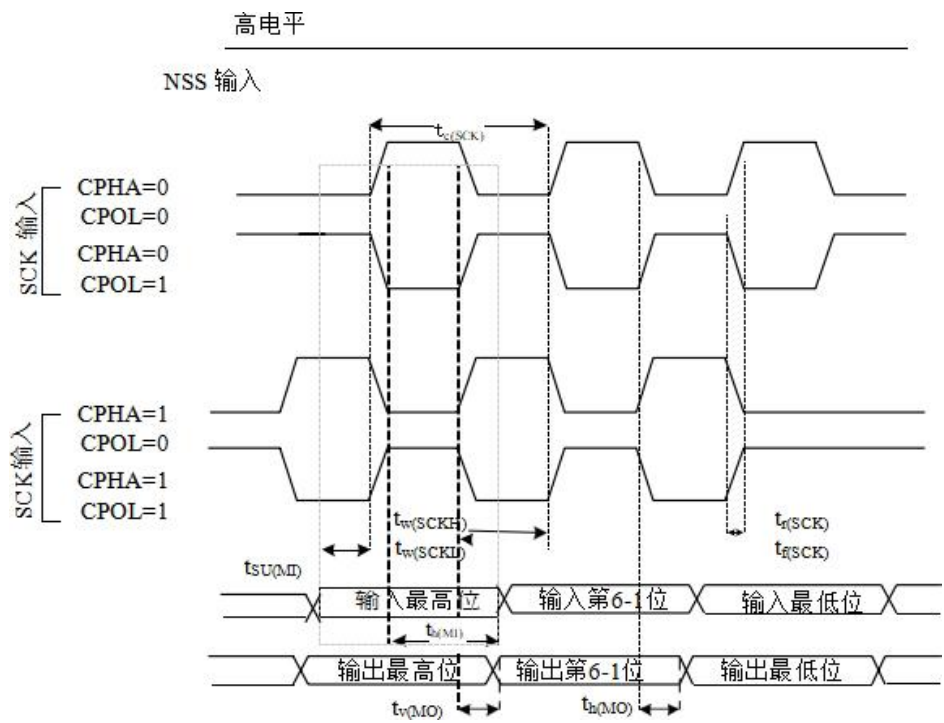 高电平
NSS 输入
tc(SCK)
SCK 输入
CPHA=0
CPOL=0
CPHA=0
CPOL=1
SCK输入
CPHA=1
CPOL=0
CPHA=1
CPOL=1
tw(SCKH)
tw(SCKL)
tr(SCK)
tf(SCK)
tSU(MI)
输入最高位
输入第6-1位
输入最低位
th(MI)
输出最高位
输出第6-1位
输出最低位
tv(MO)
th(MO)